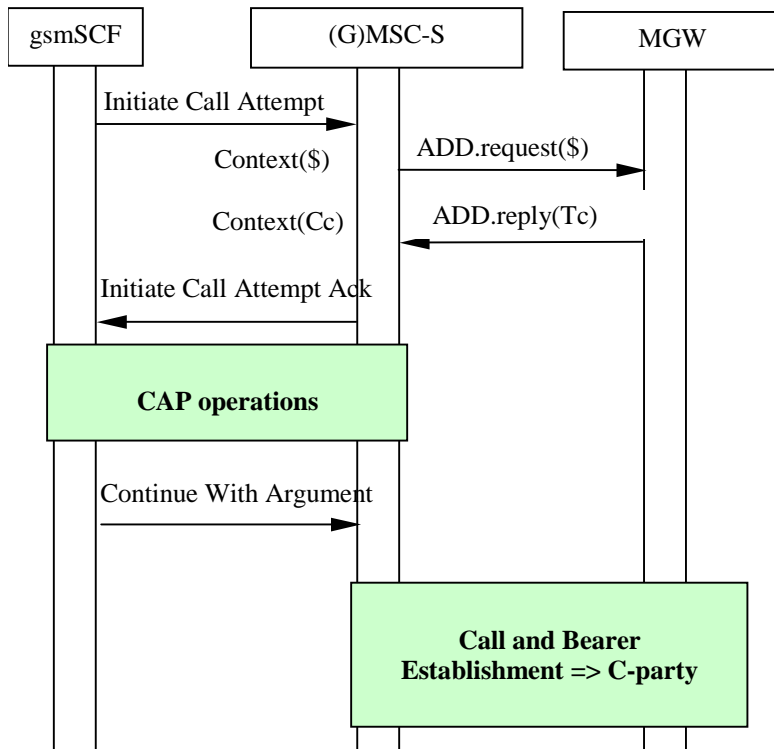 gsmSCF
(G)MSC-S
MGW
Initiate Call Attempt
Context($)
ADD.request($)
Context(Cc)
ADD.reply(Tc)
Initiate Call Attempt Ack
CAP operations
Continue With Argument
Call and Bearer
Establishment => C-party